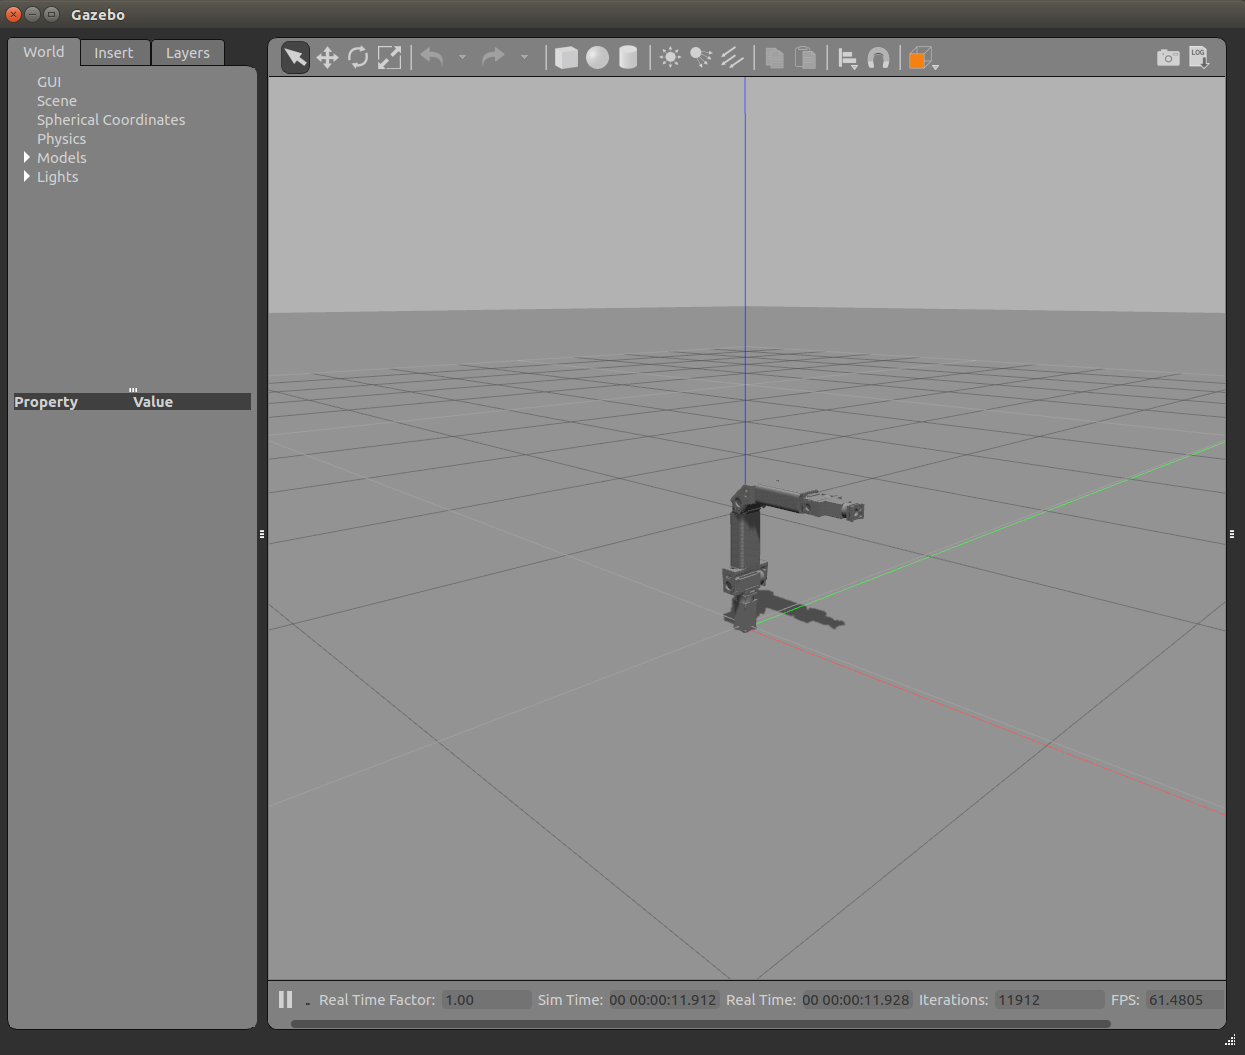 Gazebo
World Insert Layers
LOG
GUI
Scene
Spherical Coordinates
Physics
Models
Lights
Property Value
Real Time Factor: 1.00 Sim Time: 00 00:00:11.912 Real Time: 00 00:00:11.928 Iterations: 11912 FPS: 61.4805